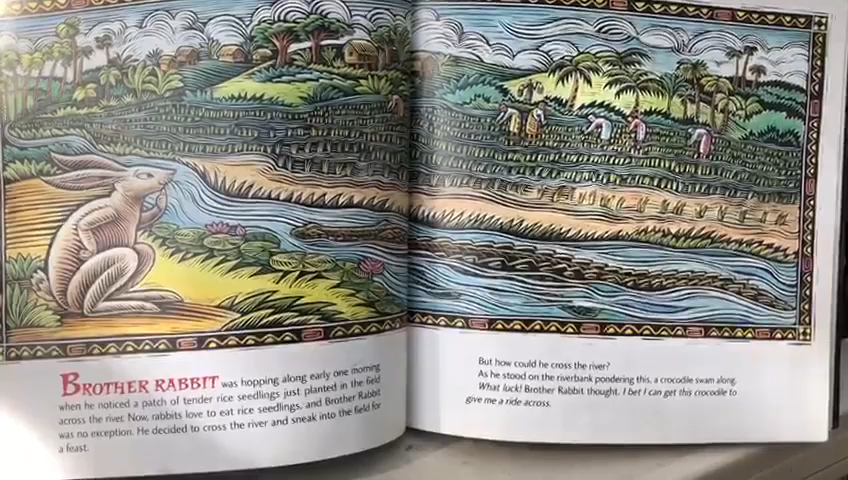 BROTHER RABBIT was hopping along early one morning
when he noticed a patch of tender rice seedlings just planted in the field
across the river. Now, rabbits love to eat rice seedlings, and Brother Rabbit
was no exception. He decided to cross the river and sneak into the field for
a feast.
But how could he cross the river?
As he stood on the riverbank pondering this, a crocodile swam along.
What luck! Brother Rabbit thought. I bet I can get this crocodile to
give me a ride across.